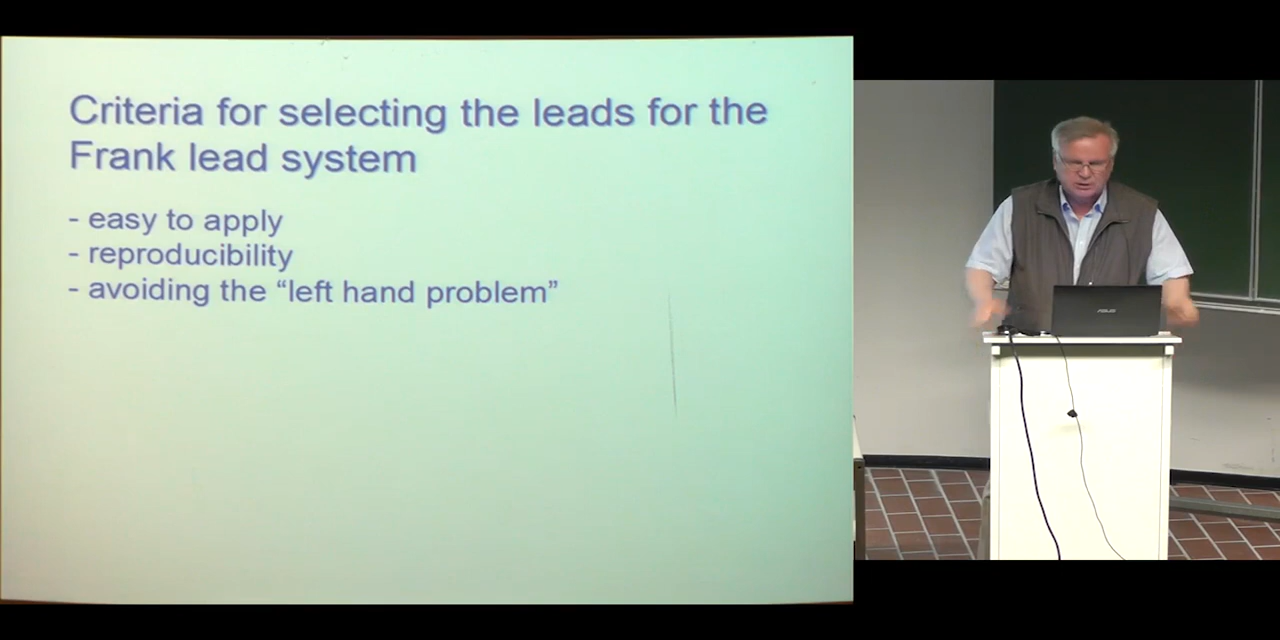 Criteria for selecting the leads for the
Frank lead system
- easy to apply
- reproducibility
- avoiding the “left hand problem”
ASUS